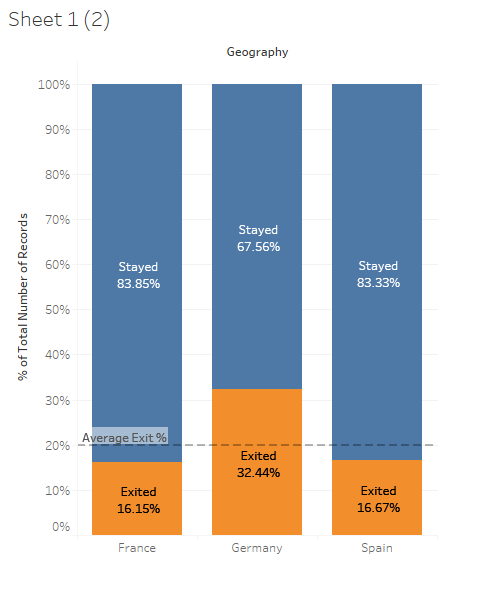 Sheet 1 (2)
Geography
% of Total Number of Records
100%
90%
80%
70%
60%
50%
40%
30%
20%
10%
0%
Stayed
83.85%
Stayed
67.56%
Stayed
83.33%
Average Exit %
Exited
16.15%
Exited
32.44%
Exited
16.67%
France
Germany
Spain